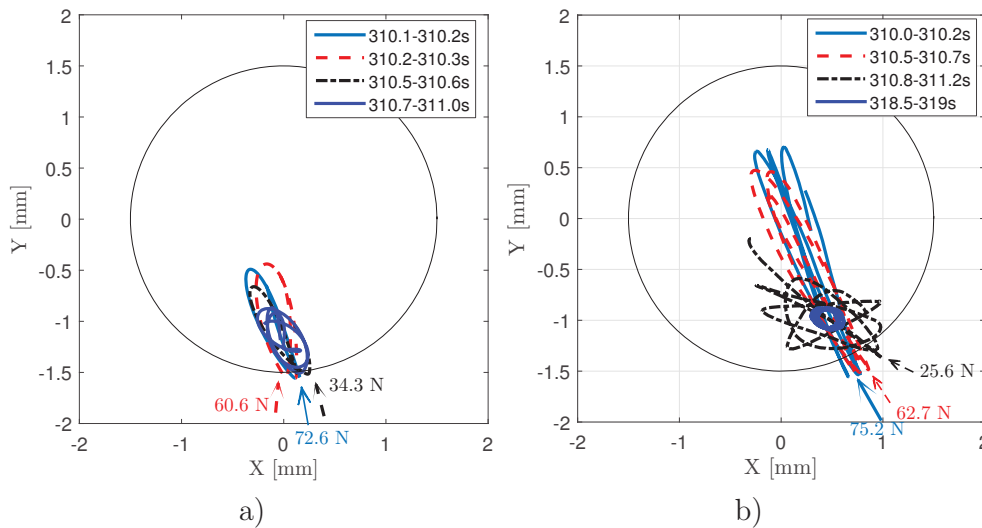 2
1.5
1
0.5
0
-0.5
-1
-1.5
-2
Y [mm]
-2
-1
0
1
2
X [mm]
310.1-310.2s
310.2-310.3s
310.5-310.6s
310.7-311.0s
60.6 N
72.6 N
34.3 N
a)
2
1.5
1
0.5
0
-0.5
-1
-1.5
-2
Y [mm]
-2
-1
0
1
2
X [mm]
310.0-310.2s
310.5-310.7s
310.8-311.2s
318.5-319s
25.6 N
62.7 N
75.2 N
b)